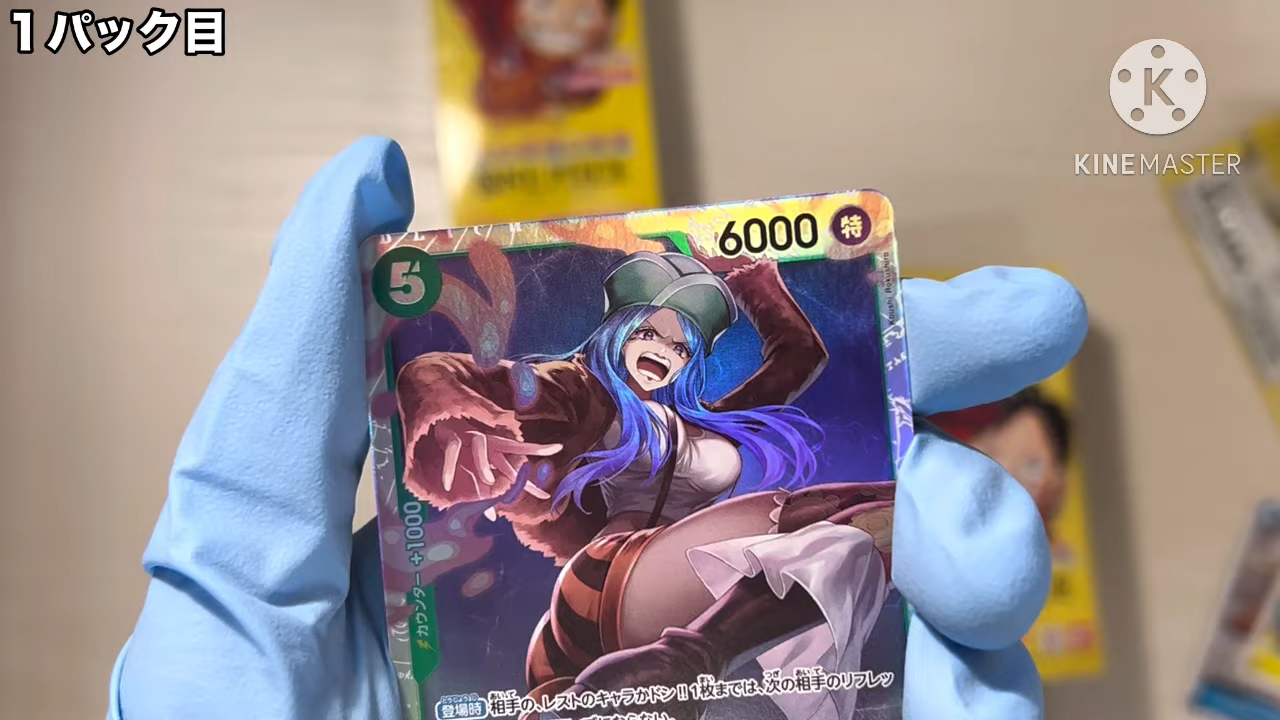 1パック目
KINEMASTER
5
6000
特
Koushi Rokushiro
カウンター+1000
登場時 相手の、レストのキャラかドン!!1枚までは、次の相手のリフレッ